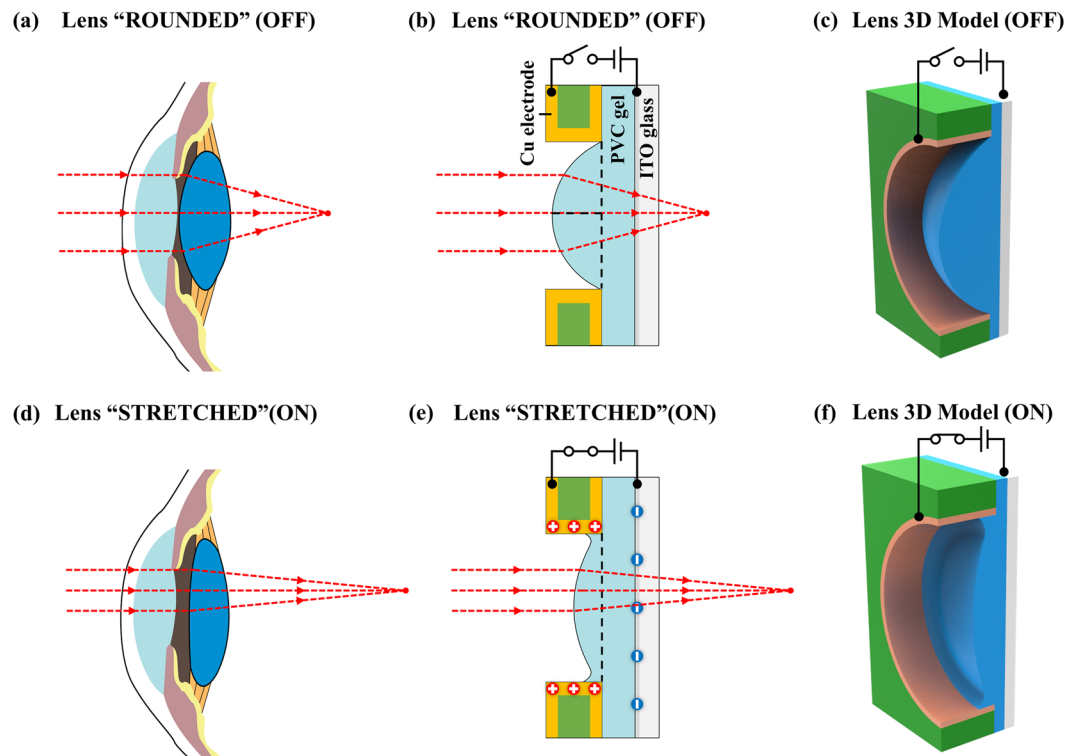 (a) Lens “ROUNDED” (OFF)
(b) Lens “ROUNDED” (OFF)
(c) Lens 3D Model (OFF)
Cu electrode
PVC gel
ITO glass
(d) Lens “STRETCHED”(ON)
(e) Lens “STRETCHED”(ON)
(f) Lens 3D Model (ON)